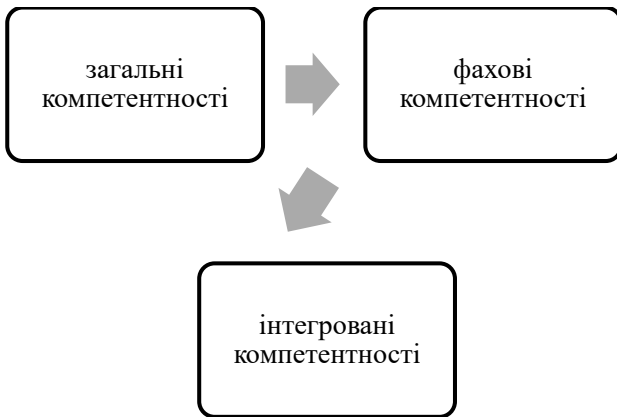 загальні
компетентності
фахові
компетентності
інтегровані
компетентності